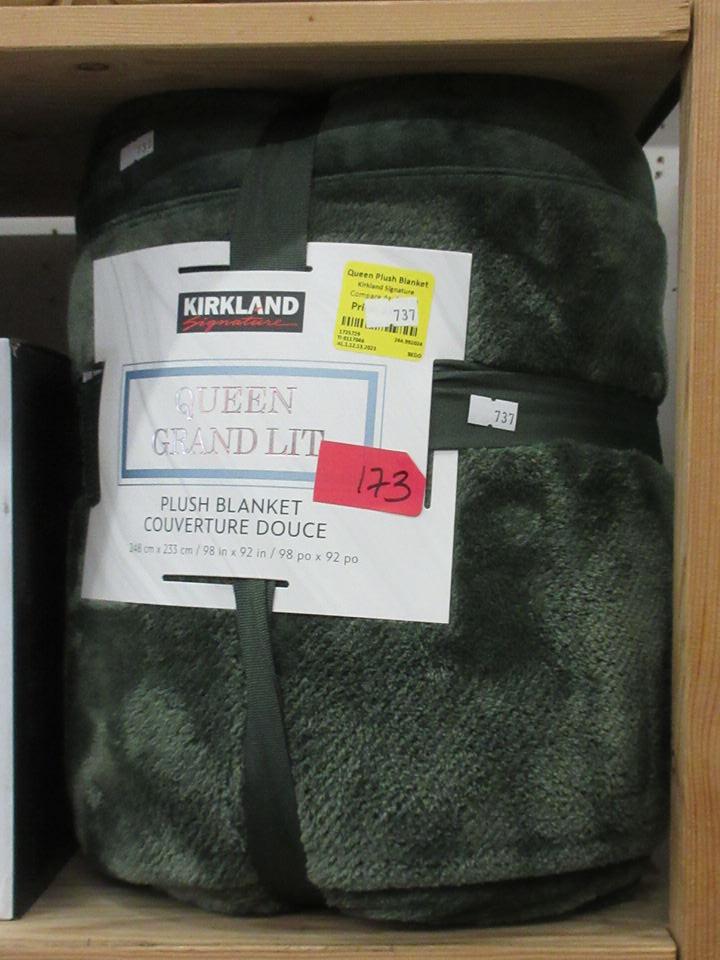 737
KIRKLAND
Signature
Queen Plush Blanket
Kirkland Signature
737
QUEEN
GRAND LIT
737
173
PLUSH BLANKET
COUVERTURE DOUCE
248 cm x 233 cm / 98 in x 92 in / 98 po x 92 po